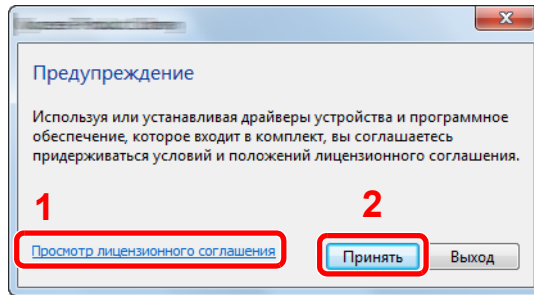 Предупреждение
Используя или устанавливая драйверы устройства и программное
обеспечение, которое входит в комплект, вы соглашаетесь
придерживаться условий и положений лицензионного соглашения.
1
2
Просмотр лицензионного соглашения
Принять
Выход